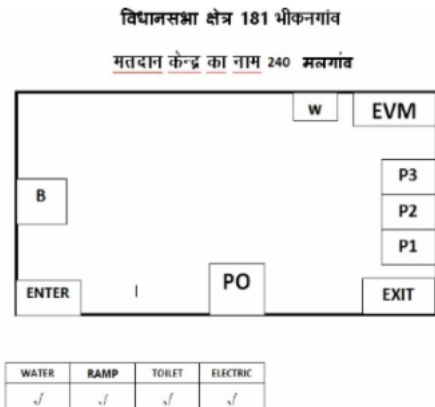 विधानसभा क्षेत्र 181 भीकनगांव
मतदान केन्द्र का नाम 240 मलगांव
W EVM
P3
B
P2
P1
PO
ENTER EXIT
WATER RAMP TOILET ELECTRIC
√ √ √ √